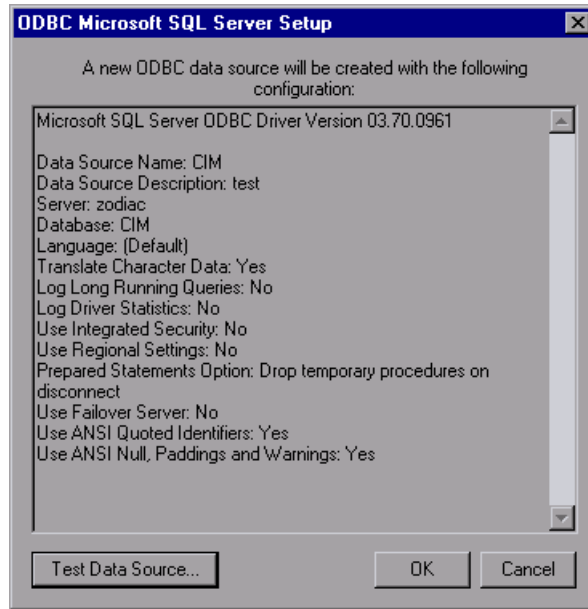 ODBC Microsoft SQL Server Setup
A new ODBC data source will be created with the following
configuration:
Microsoft SQL Server ODBC Driver Version 03.70.0961
Data Source Name: CIM
Data Source Description: test
Server: zodiac
Database: CIM
Language: (Default)
Translate Character Data: Yes
Log Long Running Queries: No
Log Driver Statistics: No
Use Integrated Security: No
Use Regional Settings: No
Prepared Statements Option: Drop temporary procedures on
disconnect
Use Failover Server: No
Use ANSI Quoted Identifiers: Yes
Use ANSI Null, Paddings and Warnings: Yes
Test Data Source... OK Cancel